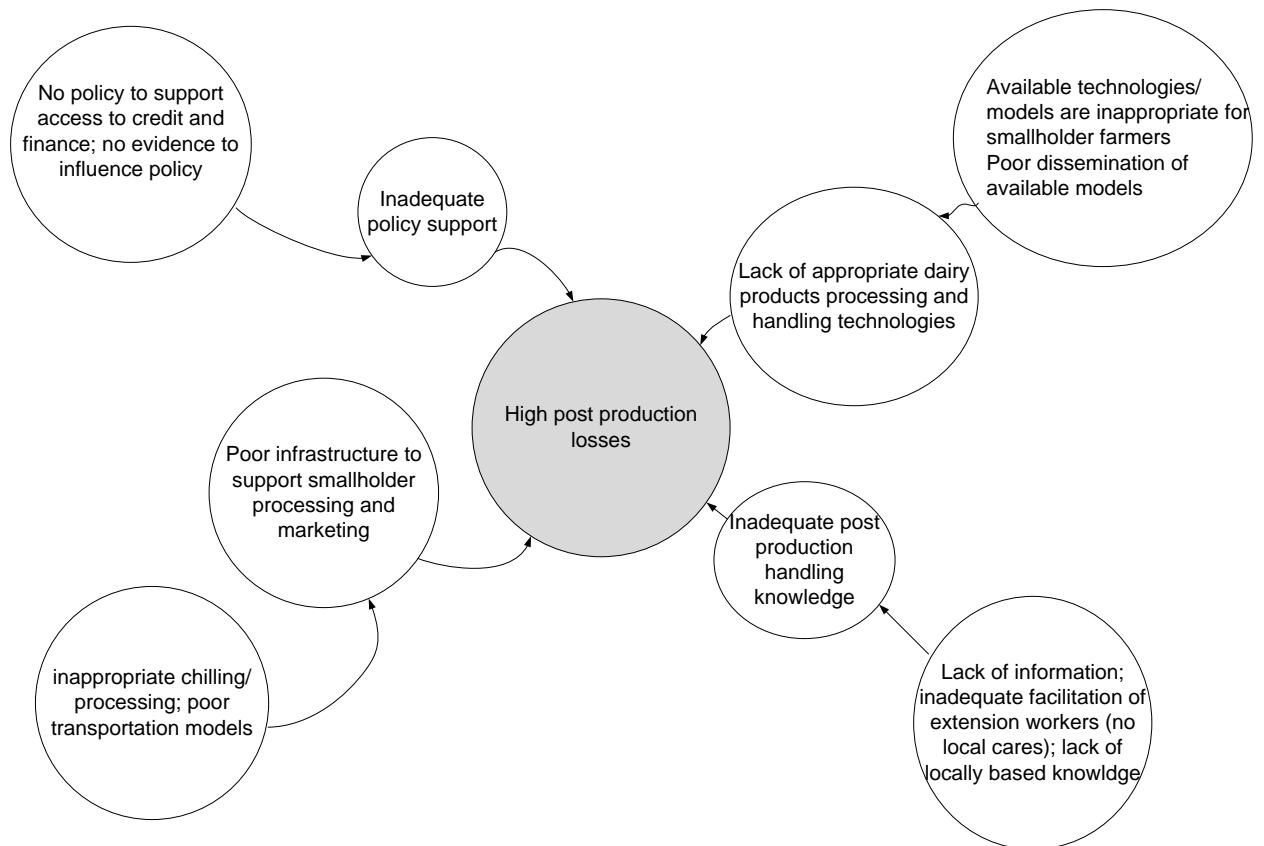 No policy to support
access to credit and
finance; no evidence to
influence policy
Inadequate
policy support
Available technologies/
models are inappropriate for
smallholder farmers
Poor dissemination of
available models
Lack of appropriate dairy
products processing and
handling technologies
High post production
losses
Poor infrastructure to
support smallholder
processing and
marketing
Inadequate post
production
handling
knowledge
inappropriate chilling/
processing; poor
transportation models
Lack of information;
inadequate facilitation of
extension workers (no
local cares); lack of
locally based knowldge